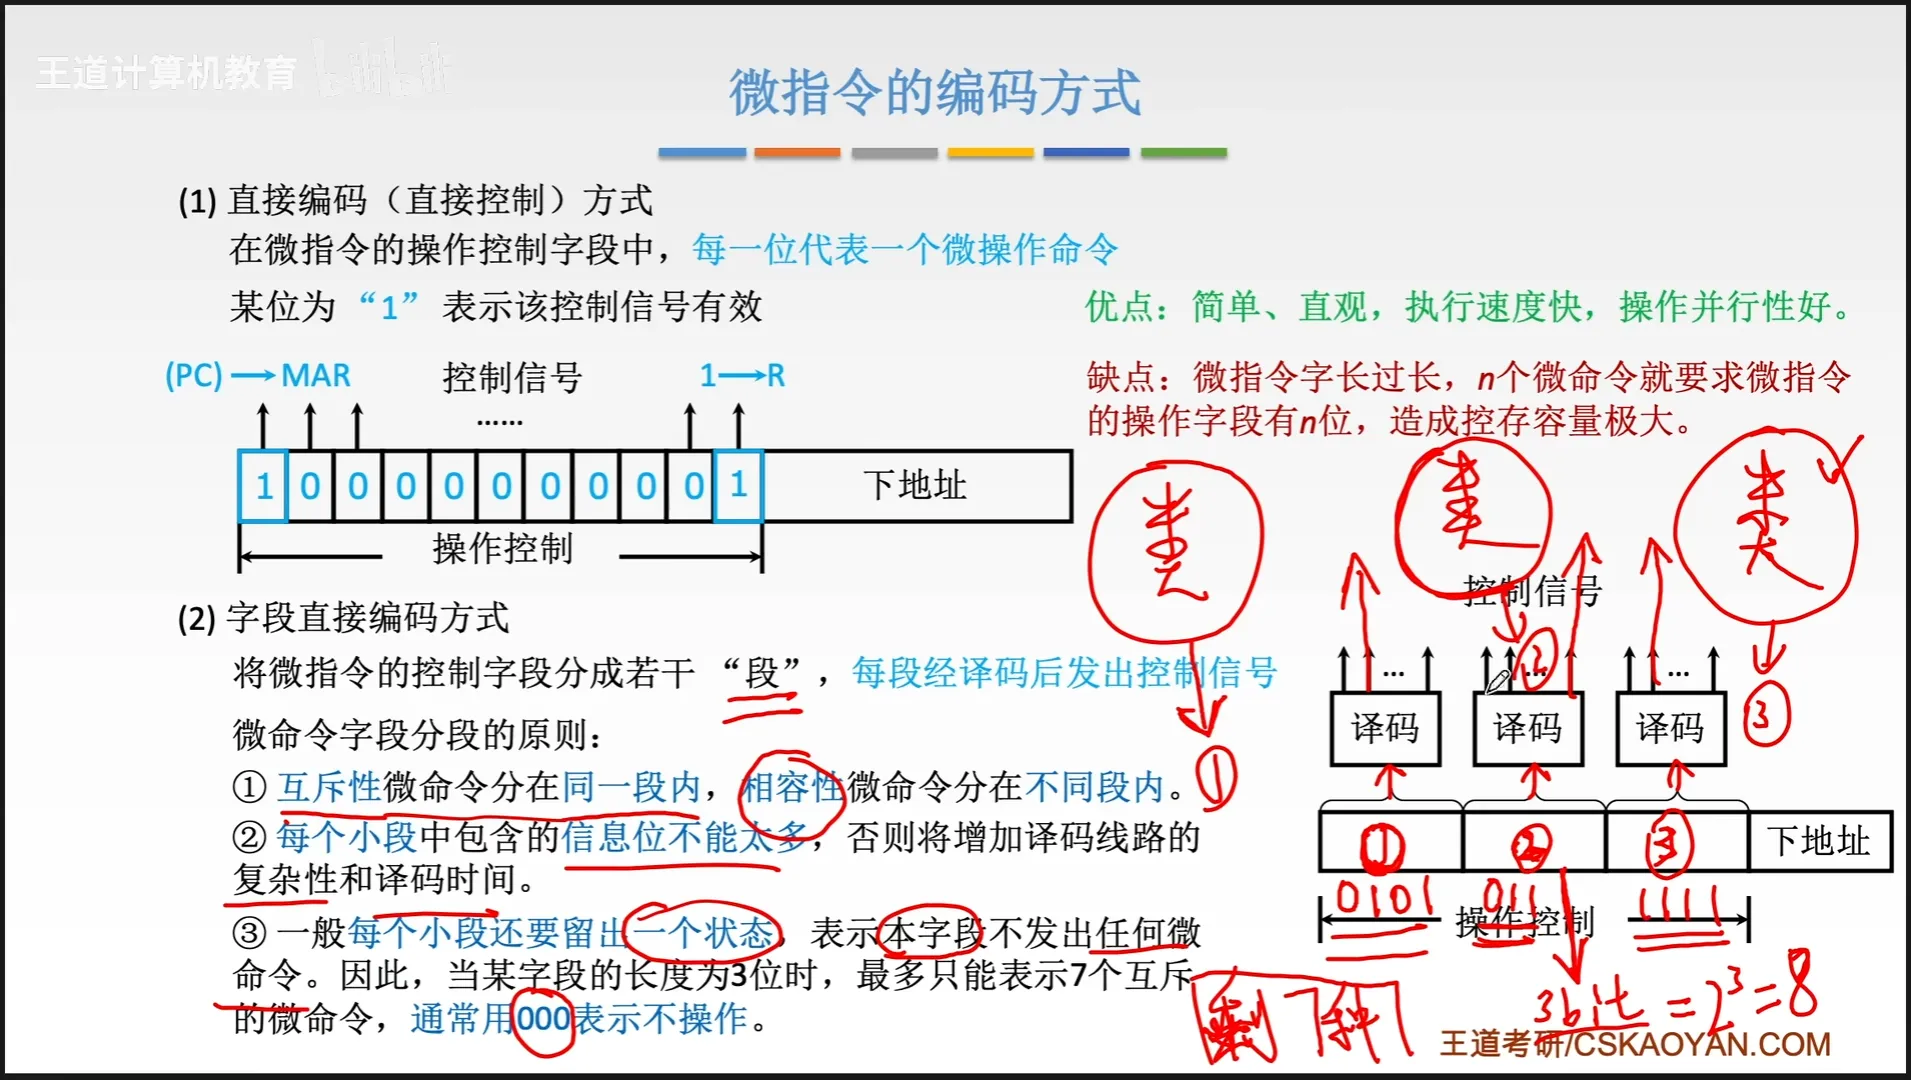 王道计算机教育 bilibili
微指令的编码方式
(1) 直接编码（直接控制）方式
在微指令的操作控制字段中，每一位代表一个微操作命令
某位为 “1” 表示该控制信号有效
优点：简单、直观，执行速度快，操作并行性好。
缺点：微指令字长过长，n个微命令就要求微指令
的操作字段有n位，造成控存容量极大。
(PC) → MAR 控制信号 1 → R
......
1 0 0 0 0 0 0 0 0 0 1 下地址
操作控制
类 类 类
(2) 字段直接编码方式
将微指令的控制字段分成若干 “段”，每段经译码后发出控制信号
微命令字段分段的原则：
① 互斥性微命令分在同一段内，相容性微命令分在不同段内。
② 每个小段中包含的信息位不能太多，否则将增加译码线路的
复杂性和译码时间。
③ 一般每个小段还要留出一个状态，表示本字段不发出任何微
命令。因此，当某字段的长度为3位时，最多只能表示7个互斥
的微命令，通常用000表示不操作。
控制信号
... ... ...
① ② ③
译码 译码 译码
① ② ③ 下地址
0101 011 1111
操作控制
剩7种
3bit = 2³ = 8
王道考研/CSKAOYAN.COM